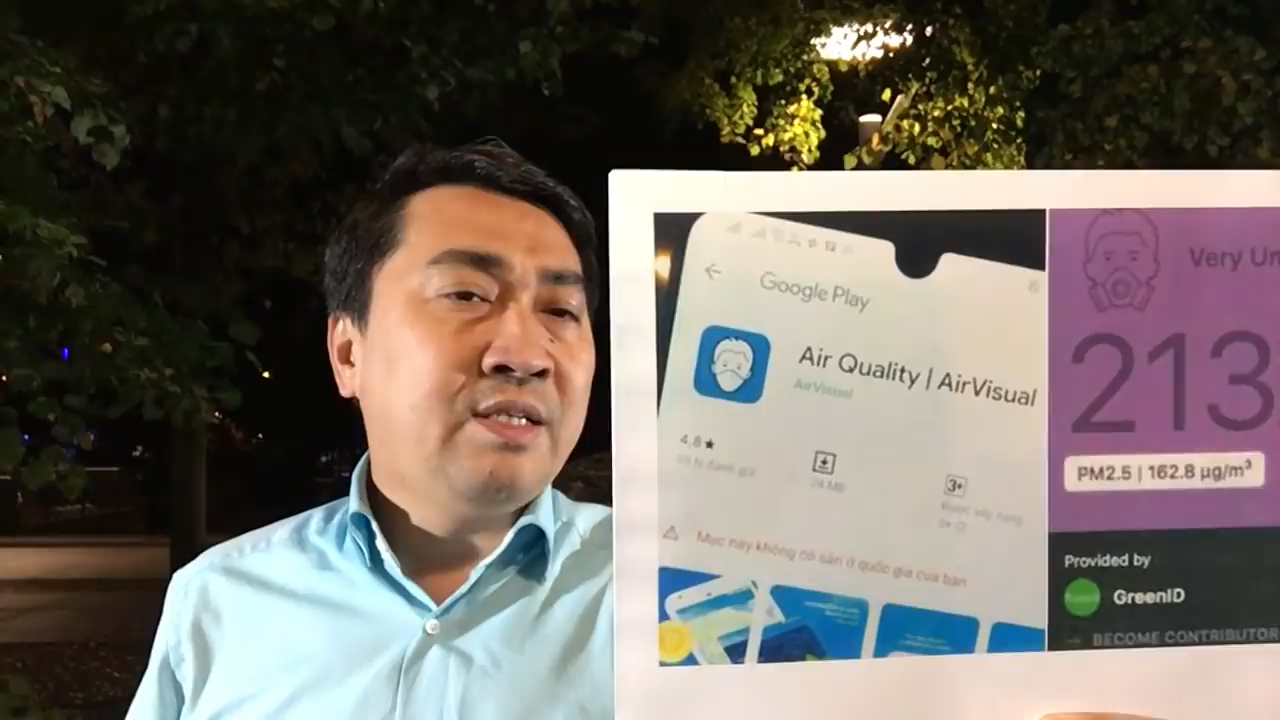 Google Play
Air Quality | AirVisual
AirVisual
4,8★
24 MB
3+
Mục này không có sẵn ở quốc gia của bạn
Very Un
213
PM2.5 | 162.8 µg/m³
Provided by
GreenID
BECOME CONTRIBUTOR